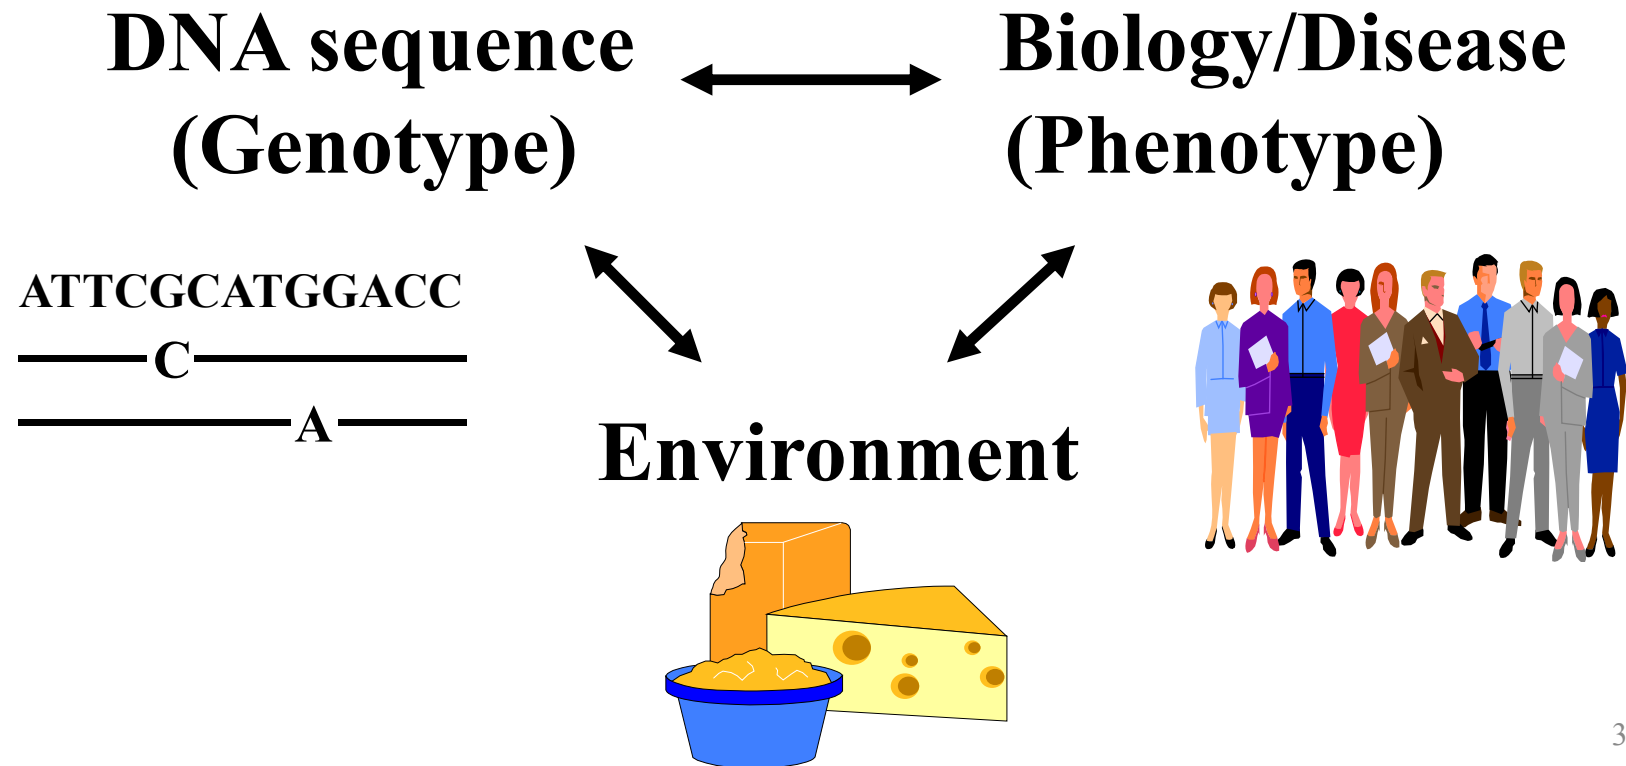 DNA sequence
(Genotype)
Biology/Disease
(Phenotype)
ATTCGCATGGACC
C
A
Environment
3